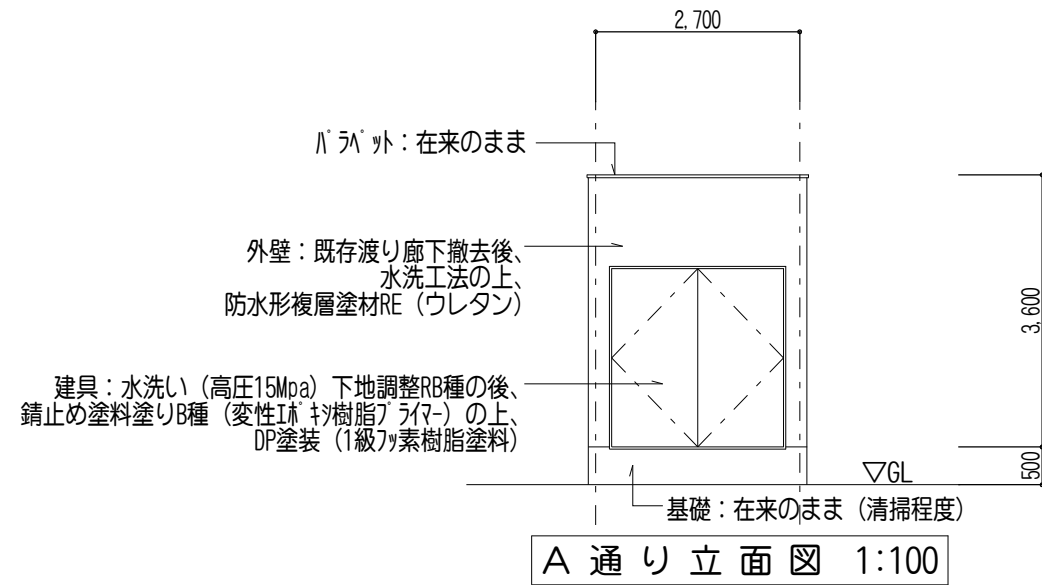 2,700
ﾊﾟﾗﾍﾟｯﾄ：在来のまま
外壁：既存渡り廊下撤去後、
水洗工法の上、
防水形複層塗材RE（ウレタン）
3,600
建具：水洗い（高圧15Mpa）下地調整RB種の後、
錆止め塗料塗りB種（変性ｴﾎﾟｷｼ樹脂ﾌﾟﾗｲﾏｰ）の上、
DP塗装（1級ﾌｯ素樹脂塗料）
500
▽GL
基礎：在来のまま（清掃程度）
A通り立面図 1:100